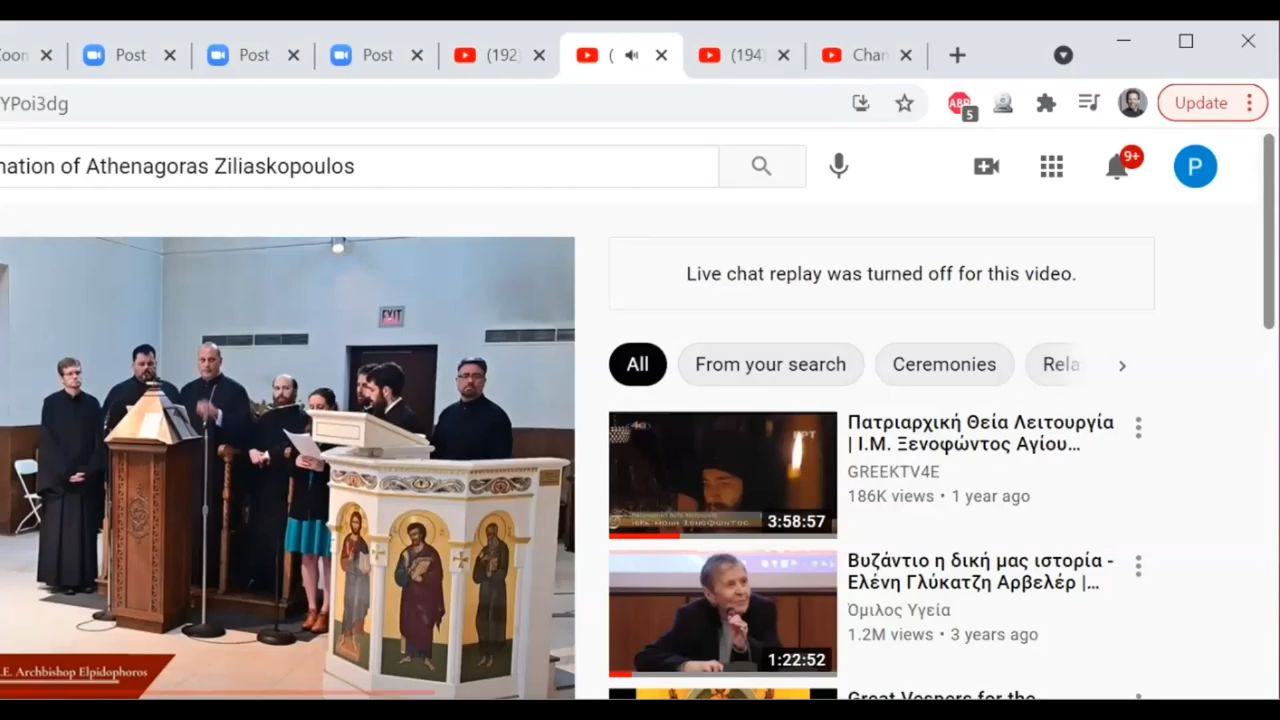 Post
Post
Post
(192
(
(194)
Chan
YPoi3dg
ABP
5
Update
nation of Athenagoras Ziliaskopoulos
9+
P
EXIT
Live chat replay was turned off for this video.
All
From your search
Ceremonies
Rela
Πατριαρχική Θεία Λειτουργία
| Ι.Μ. Ξενοφώντος Αγίου...
GREEKTV4E
186K views • 1 year ago
3:58:57
Βυζάντιο η δική μας ιστορία -
Ελένη Γλύκατζη Αρβελέρ |...
Όμιλος Υγεία
1.2M views • 3 years ago
1:22:52
.E. Archbishop Elpidophoros
Great Vespers for the